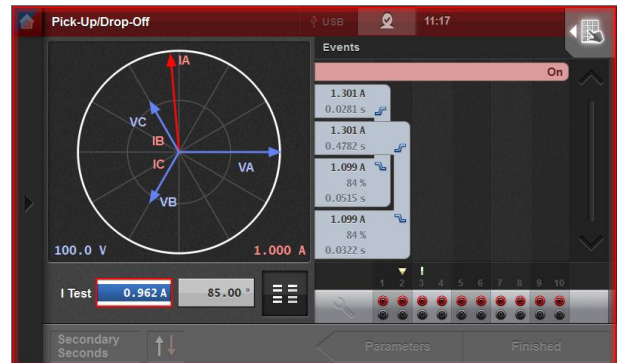 Pick-Up/Drop-Off
USB
11:17
Events
On
IA
VC
IB
IC
VA
VB
100.0 V
1.000 A
1.301 A
0.0281 s
1.301 A
0.4782 s
1.099 A
84 %
0.0515 s
1.099 A
84 %
0.0322 s
I Test
0.962 A
85.00 °
1 2 3 4 5 6 7 8 9 10
Secondary
Seconds
Parameters
Finished